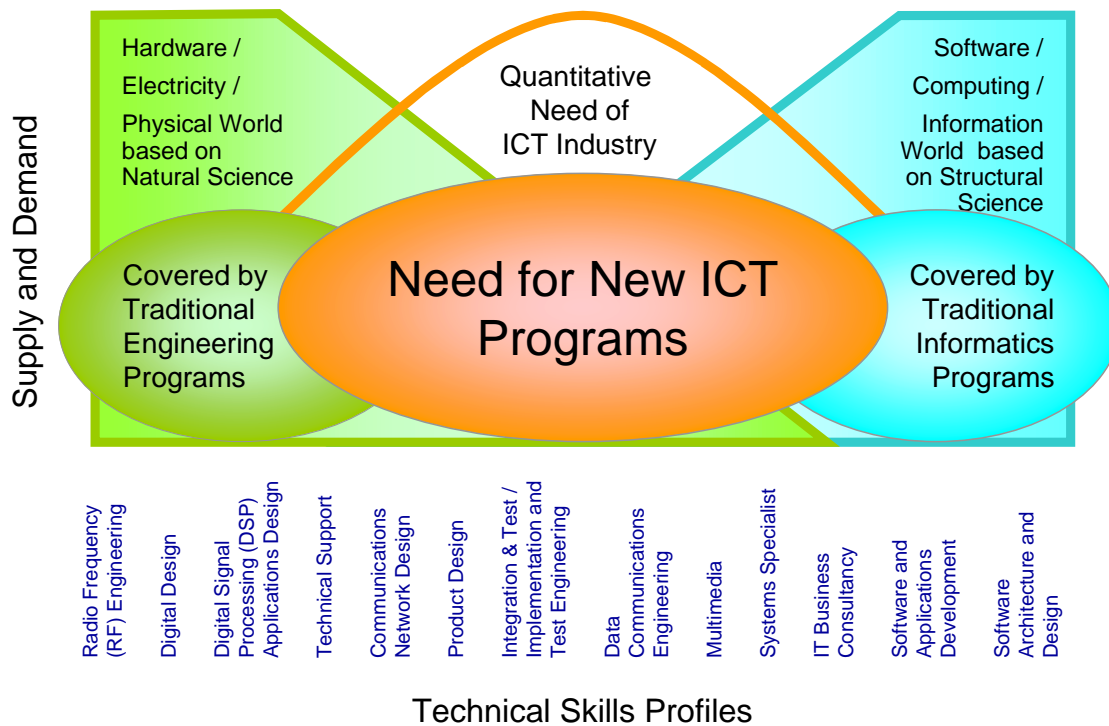 Hardware /
Electricity /
Physical World
based on
Natural Science
Quantitative
Need of
ICT Industry
Software /
Computing /
Information
World based
on Structural
Science
Supply and Demand
Covered by
Traditional
Engineering
Programs
Need for New ICT
Programs
Covered by
Traditional
Informatics
Programs
Radio Frequency
(RF) Engineering
Digital Design
Digital Signal
Processing (DSP)
Applications Design
Technical Support
Communications
Network Design
Product Design
Integration & Test /
Implementation and
Test Engineering
Data
Communications
Engineering
Multimedia
Systems Specialist
IT Business
Consultancy
Software and
Applications
Development
Software
Architecture and
Design
Technical Skills Profiles